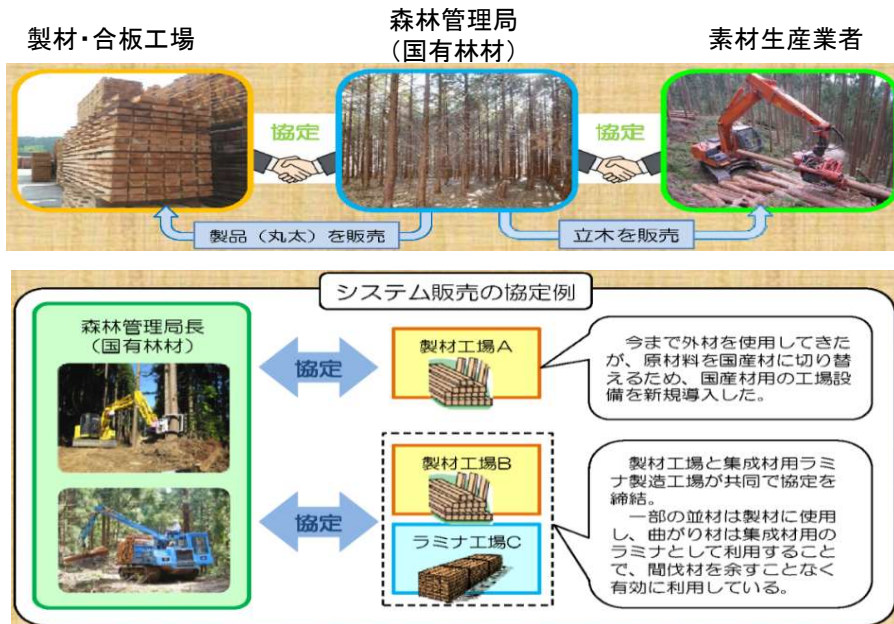 製材・合板工場
森林管理局
（国有林材）
素材生産業者
協定
協定
製品（丸太）を販売
立木を販売
システム販売の協定例
森林管理局長
（国有林材）
協定
製材工場A
今まで外材を使用してきた
が、原材料を国産材に切り替
えるため、国産材用の工場設
備を新規導入した。
協定
製材工場B
ラミナ工場C
製材工場と集成材用ラミ
ナ製造工場が共同で協定を
締結。
一部の並材は製材に使用
し、曲がり材は集成材用の
ラミナとして利用すること
で、間伐材を余すことなく
有効に利用している。